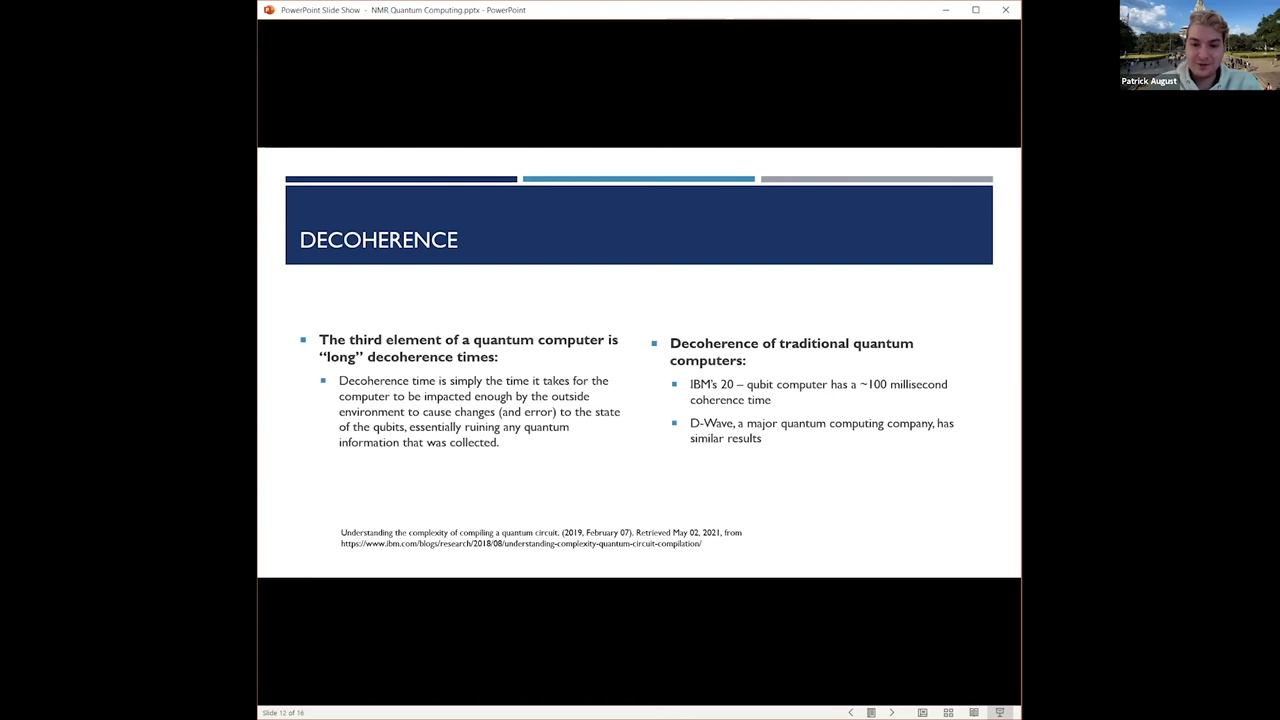 PowerPoint Slide Show - NMR Quantum Computing.pptx - PowerPoint
Patrick August
DECOHERENCE
The third element of a quantum computer is
“long” decoherence times:
Decoherence time is simply the time it takes for the
computer to be impacted enough by the outside
environment to cause changes (and error) to the state
of the qubits, essentially ruining any quantum
information that was collected.
Decoherence of traditional quantum
computers:
IBM's 20 – qubit computer has a ~100 millisecond
coherence time
D-Wave, a major quantum computing company, has
similar results
Understanding the complexity of compiling a quantum circuit. (2019, February 07). Retrieved May 02, 2021, from
https://www.ibm.com/blogs/research/2018/08/understanding-complexity-quantum-circuit-compilation/
Slide 12 of 16